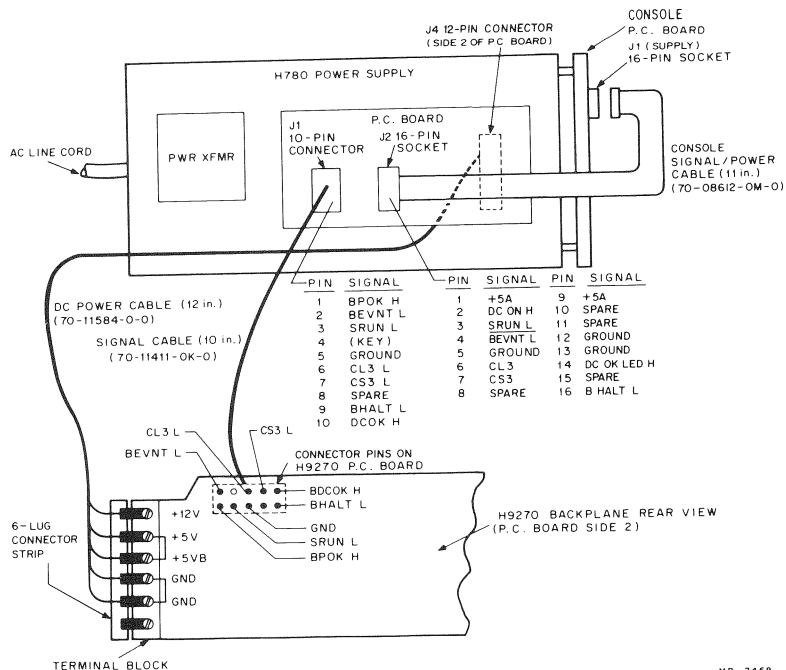 J4 12-PIN CONNECTOR
(SIDE 2 OF PC BOARD)
CONSOLE
P.C. BOARD
J1 (SUPPLY)
16-PIN SOCKET
H780 POWER SUPPLY
P.C. BOARD
J1
10-PIN
CONNECTOR
J2 16-PIN
SOCKET
PWR XFMR
AC LINE CORD
CONSOLE
SIGNAL/POWER
CABLE (11 in.)
(70-08612-0M-0)
DC POWER CABLE (12 in.)
(70-11584-0-0)
SIGNAL CABLE (10 in.)
(70-11411-0K-0)
PIN SIGNAL
1 BPOK H
2 BEVNT L
3 SRUN L
4 (KEY)
5 GROUND
6 CL3 L
7 CS3 L
8 SPARE
9 BHALT L
10 DCOK H
PIN SIGNAL PIN SIGNAL
1 +5A 9 +5A
2 DC ON H 10 SPARE
3 SRUN L 11 SPARE
4 BEVNT L 12 GROUND
5 GROUND 13 GROUND
6 CL3 14 DC OK LED H
7 CS3 15 SPARE
8 SPARE 16 B HALT L
CL3 L
CS3 L
BEVNT L
CONNECTOR PINS ON
H9270 P.C. BOARD
BDCOK H
BHALT L
GND
SRUN L
BPOK H
+12V
+5V
+5VB
GND
GND
6-LUG
CONNECTOR
STRIP
H9270 BACKPLANE REAR VIEW
(P.C. BOARD SIDE 2)
TERMINAL BLOCK